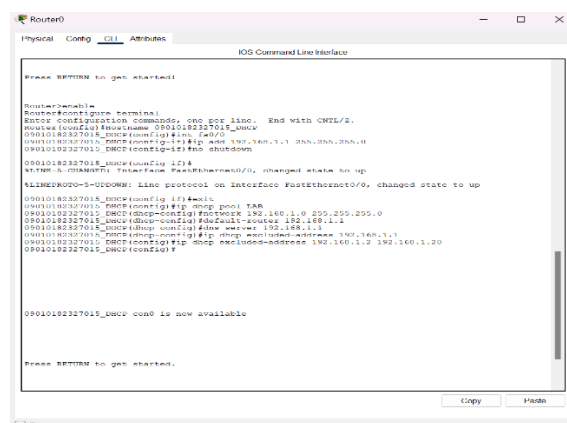 Router0
Physical Config CLI Attributes
IOS Command Line Interface
Press RETURN to get started!
Router>enable
Router#configure terminal
Enter configuration commands, one per line. End with CNTL/Z.
Router(config)#Hostname 09010182327015_DHCP
09010182327015_DHCP(config)#int fa0/0
09010182327015_DHCP(config-if)#ip add 192.168.1.1 255.255.255.0
09010182327015_DHCP(config-if)#no shutdown
09010182327015_DHCP(config-if)#
%LINK-5-CHANGED: Interface FastEthernet0/0, changed state to up
%LINEPROTO-5-UPDOWN: Line protocol on Interface FastEthernet0/0, changed state to up
09010182327015_DHCP(config-if)#exit
09010182327015_DHCP(config)#ip dhcp pool LAB
09010182327015_DHCP(dhcp-config)#network 192.168.1.0 255.255.255.0
09010182327015_DHCP(dhcp-config)#default-router 192.168.1.1
09010182327015_DHCP(dhcp-config)#dns-server 192.168.1.1
09010182327015_DHCP(dhcp-config)#ip dhcp excluded-address 192.168.1.1
09010182327015_DHCP(config)#ip dhcp excluded-address 192.168.1.2 192.168.1.20
09010182327015_DHCP(config)#
09010182327015_DHCP con0 is now available
Press RETURN to get started.
Copy Paste